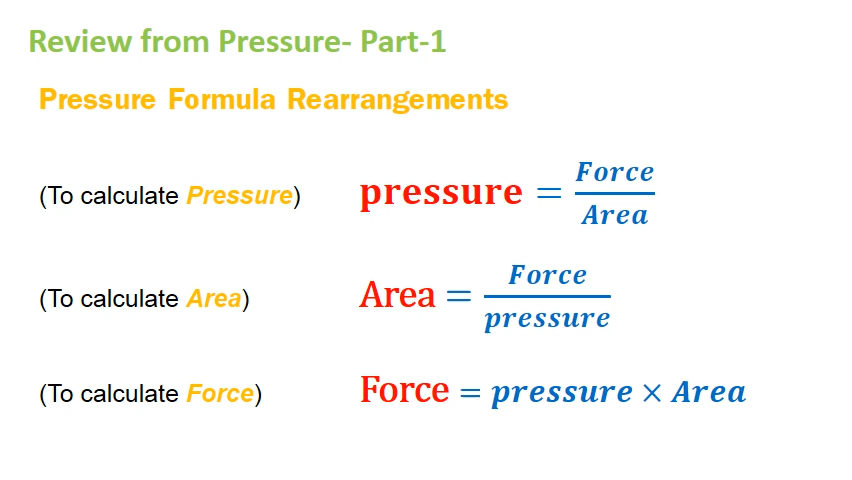 Review from Pressure- Part-1
Pressure Formula Rearrangements
(To calculate Pressure) pressure = Force / Area
(To calculate Area) Area = Force / pressure
(To calculate Force) Force = pressure × Area